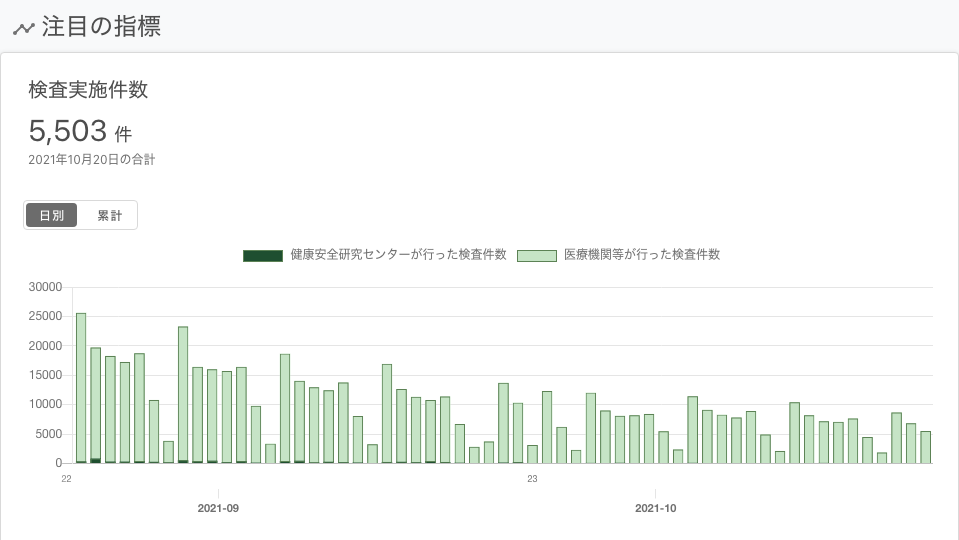 注目の指標
検査実施件数
5,503 件
2021年10月20日の合計
日別 累計
健康安全研究センターが行った検査件数 医療機関等が行った検査件数
30000
25000
20000
15000
10000
5000
0
22 23
2021-09 2021-10